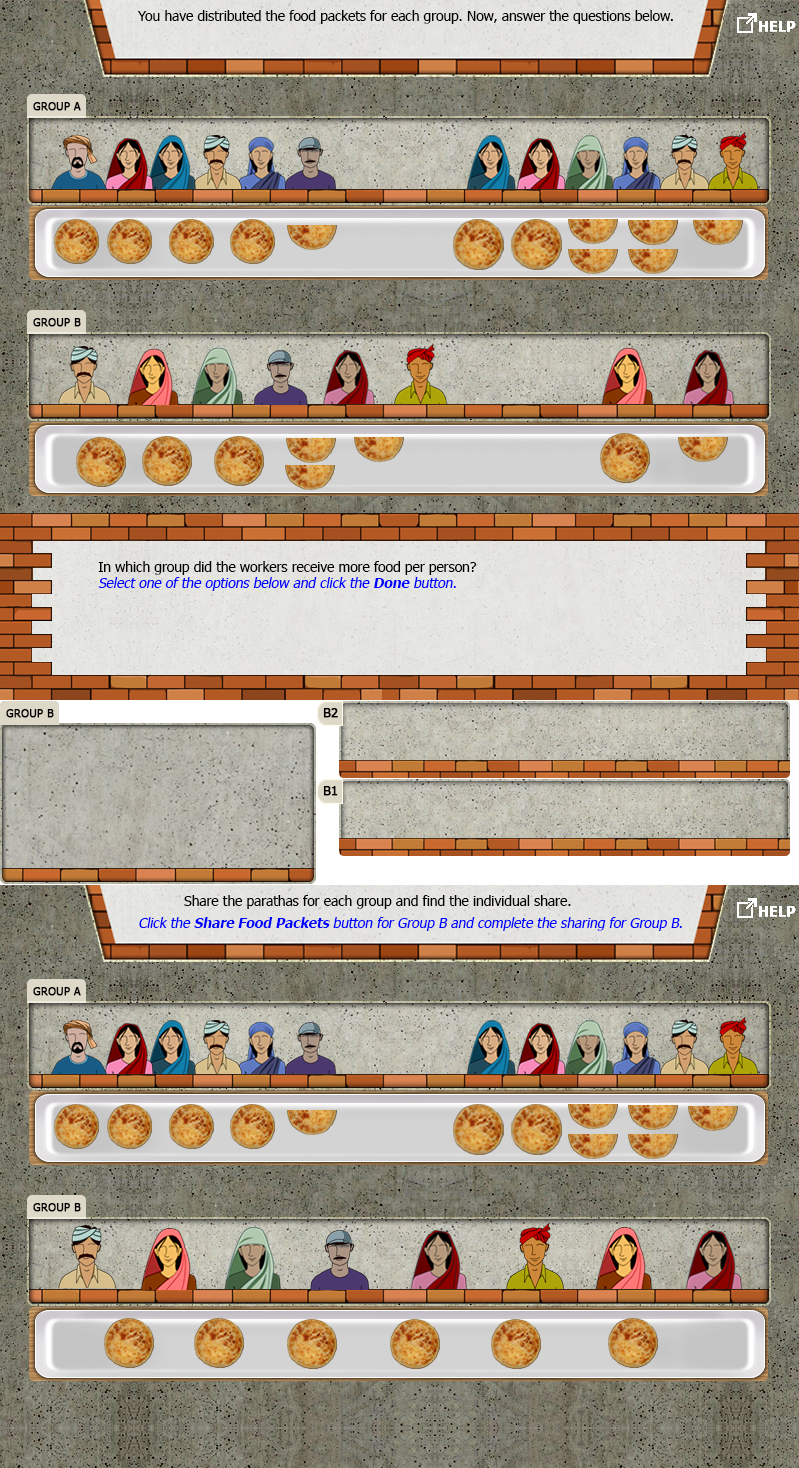 You have distributed the food packets for each group. Now, answer the questions below.
HELP
GROUP A
GROUP B
In which group did the workers receive more food per person?
Select one of the options below and click the Done button.
GROUP B
B2
B1
Share the parathas for each group and find the individual share.
Click the Share Food Packets button for Group B and complete the sharing for Group B.
HELP
GROUP A
GROUP B